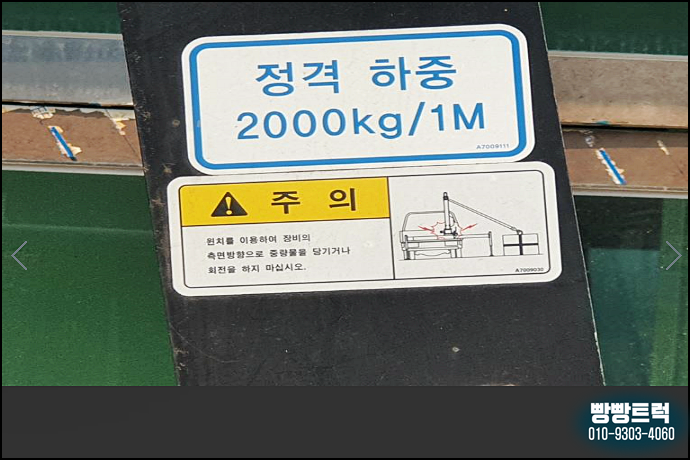 정격 하중
2000kg/1M
A7009111
주 의
윈치를 이용하여 장비의
측면방향으로 중량물을 당기거나
회전을 하지 마십시오.
A7009030
빵빵트럭
010-9303-4060